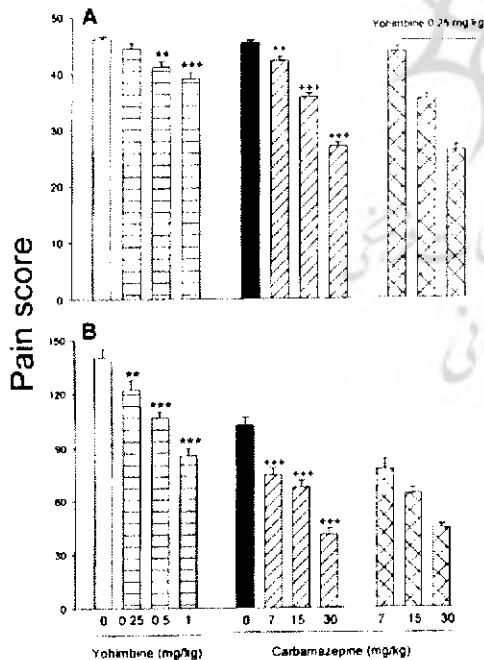 Yohimbine 0.25 mg/kg
A
50
40
30
20
10
0
** *** ++ +++ +++
Pain score
B
150
120
90
60
30
0
** *** *** +++ +++ +++
0 0.25 0.5 1 0 7 15 30 7 15 30
Yohimbine (mg/kg) Carbamazepine (mg/kg)